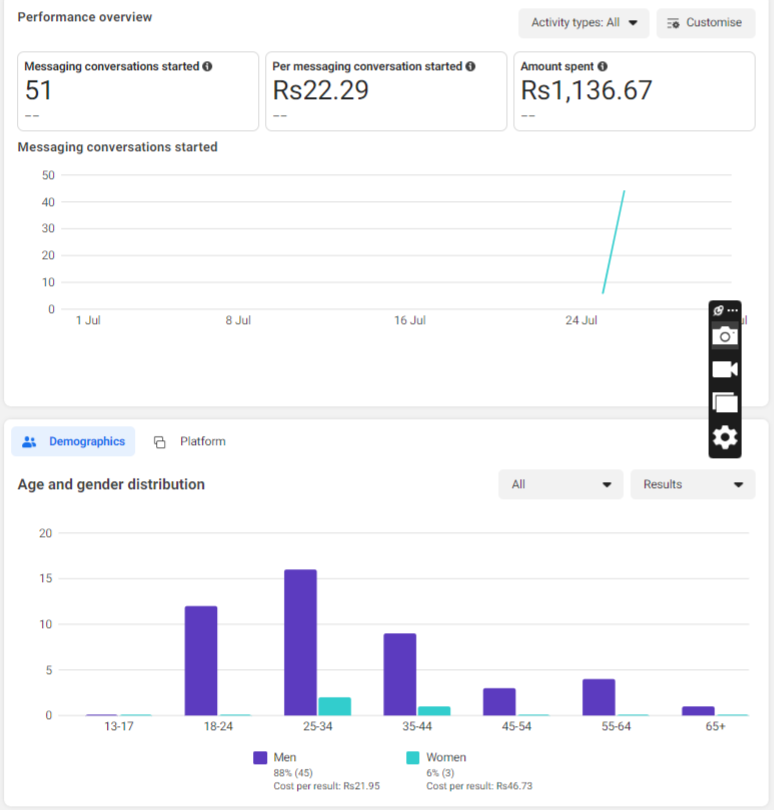 Performance overview
Activity types: All
Customise
Messaging conversations started
51
--
Per messaging conversation started
Rs22.29
--
Amount spent
Rs1,136.67
--
Messaging conversations started
50
40
30
20
10
0
1 Jul
8 Jul
16 Jul
24 Jul
Demographics
Platform
Age and gender distribution
All
Results
20
15
10
5
0
13-17
18-24
25-34
35-44
45-54
55-64
65+
Men
88% (45)
Cost per result: Rs21.95
Women
6% (3)
Cost per result: Rs46.73